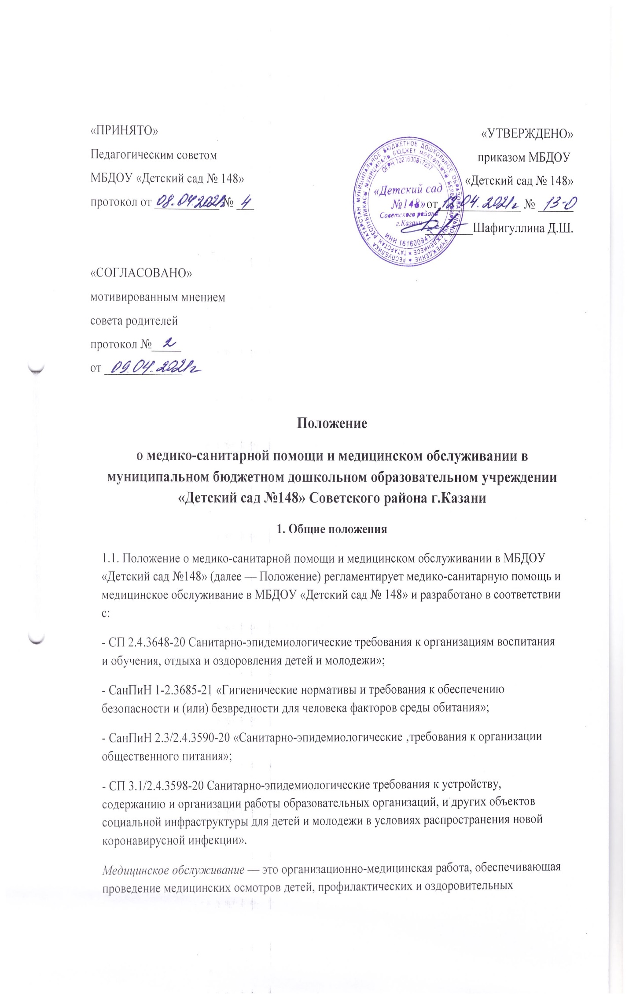 «ПРИНЯТО»
Педагогическим советом
МБДОУ «Детский сад № 148»
протокол от 08.04.2021г № 4
«УТВЕРЖДЕНО»
приказом МБДОУ
«Детский сад № 148»
от 12.04.2021г № 13-О
Шафигуллина Д.Ш.
РЕСПУБЛИКА ТАТАРСТАН МУНИЦИПАЛЬНОЕ БЮДЖЕТНОЕ ДОШКОЛЬНОЕ ОБРАЗОВАТЕЛЬНОЕ УЧРЕЖДЕНИЕ
ТАТАРСТАН РЕСПУБЛИКАСЫ МУНИЦИПАЛЬ БЮДЖЕТ МӘКТӘПКӘЧӘ БЕЛЕМ БИРҮ УЧРЕЖДЕНИЕСЕ
ОГРН 1021600817237
«Детский сад
№148»
Советского района
г.Казани
ИНН 1616009411
«СОГЛАСОВАНО»
мотивированным мнением
совета родителей
протокол № 2
от 09.04.2021г
Положение
о медико-санитарной помощи и медицинском обслуживании в
муниципальном бюджетном дошкольном образовательном учреждении
«Детский сад №148» Советского района г.Казани
1. Общие положения
1.1. Положение о медико-санитарной помощи и медицинском обслуживании в МБДОУ
«Детский сад №148» (далее — Положение) регламентирует медико-санитарную помощь и
медицинское обслуживание в МБДОУ «Детский сад № 148» и разработано в соответствии
с:
- СП 2.4.3648-20 Санитарно-эпидемиологические требования к организациям воспитания
и обучения, отдыха и оздоровления детей и молодежи»;
- СанПиН 1-2.3685-21 «Гигиенические нормативы и требования к обеспечению
безопасности и (или) безвредности для человека факторов среды обитания»;
- СанПиН 2.3/2.4.3590-20 «Санитарно-эпидемиологические ,требования к организации
общественного питания»;
- СП 3.1/2.4.3598-20 Санитарно-эпидемиологические требования к устройству,
содержанию и организации работы образовательных организаций, и других объектов
социальной инфраструктуры для детей и молодежи в условиях распространения новой
коронавирусной инфекции».
Медицинское обслуживание — это организационно-медицинская работа, обеспечивающая
проведение медицинских осмотров детей, профилактических и оздоровительных